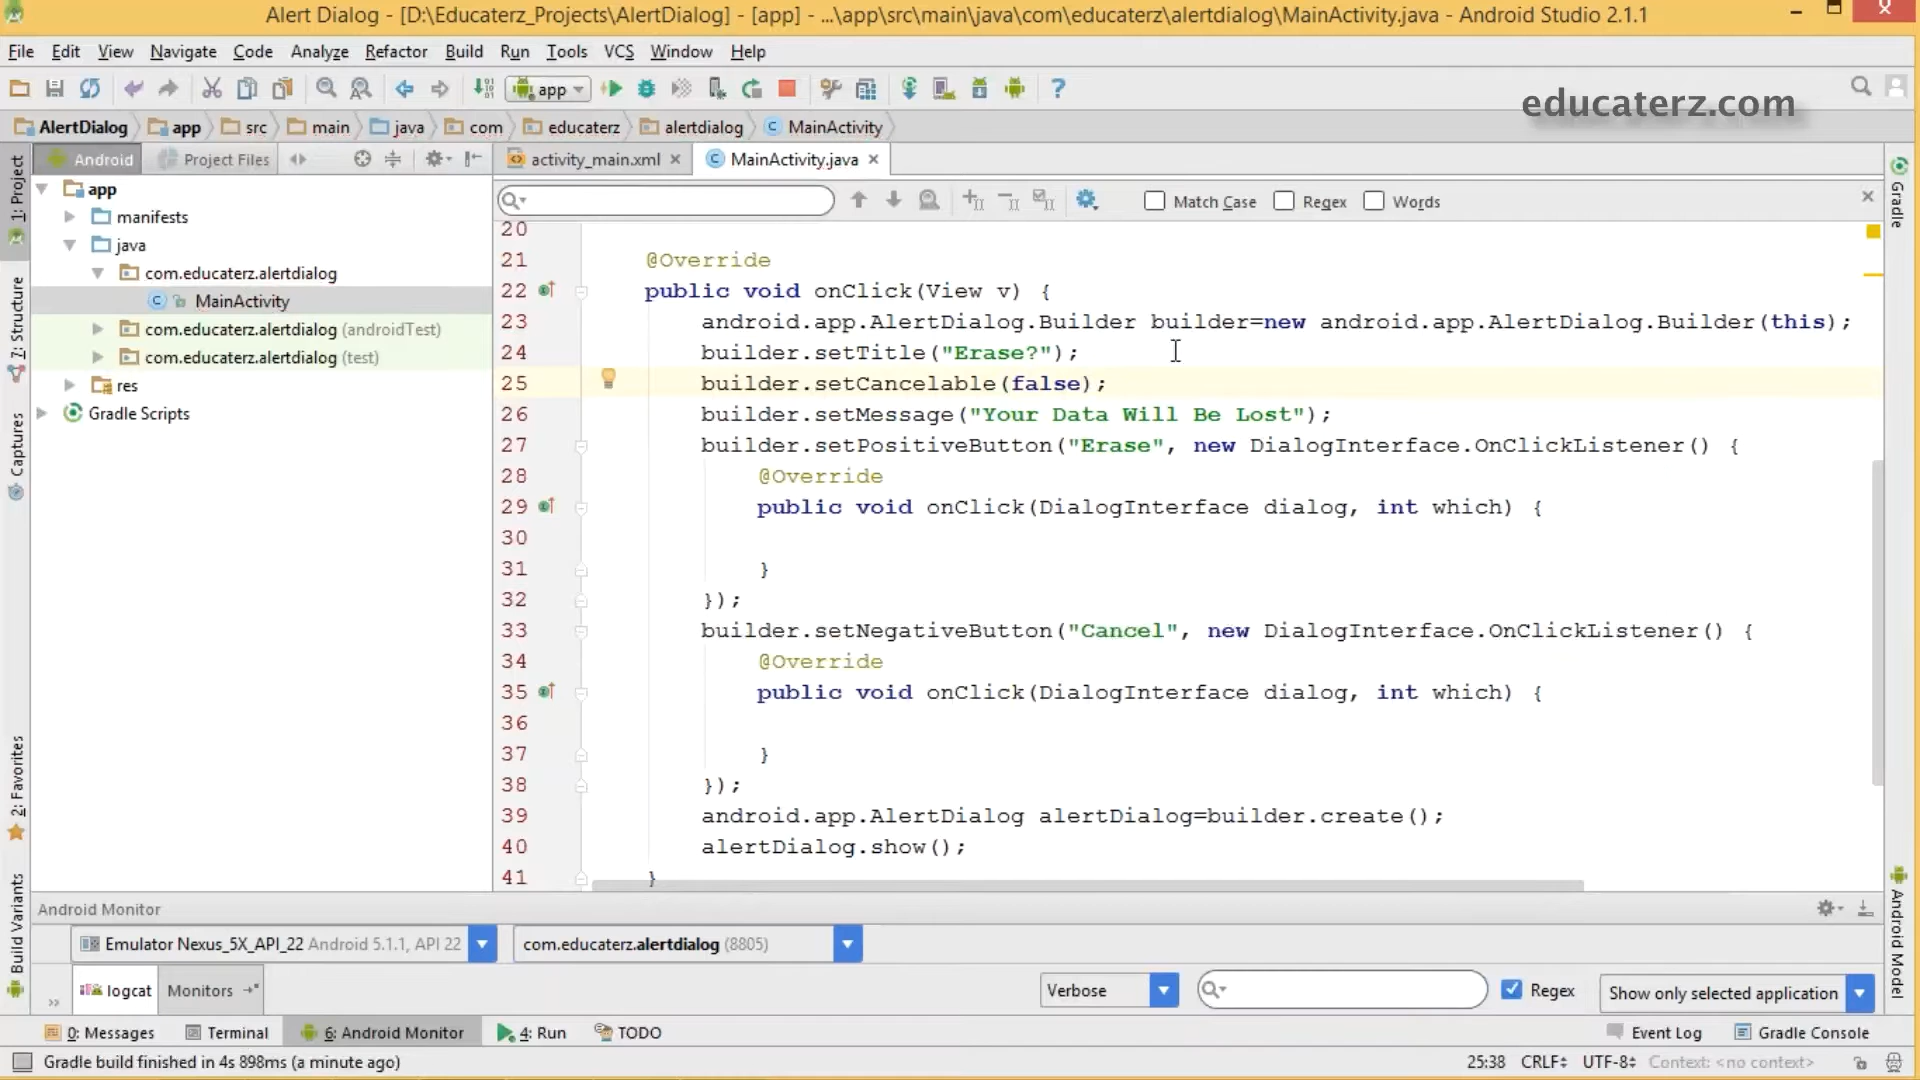 Alert Dialog - [D:\Educaterz_Projects\AlertDialog] - [app] - ...\app\src\main\java\com\educaterz\alertdialog\MainActivity.java - Android Studio 2.1.1
File Edit View Navigate Code Analyze Refactor Build Run Tools VCS Window Help
app
educaterz.com
AlertDialog app src main java com educaterz alertdialog MainActivity
Android Project Files
activity_main.xml MainActivity.java
Match Case Regex Words
1: Project
7: Structure
Captures
2: Favorites
Build Variants
app
manifests
java
com.educaterz.alertdialog
MainActivity
com.educaterz.alertdialog (androidTest)
com.educaterz.alertdialog (test)
res
Gradle Scripts
20
21 @Override
22 public void onClick(View v) {
23 android.app.AlertDialog.Builder builder=new android.app.AlertDialog.Builder(this);
24 builder.setTitle("Erase?");
25 builder.setCancelable(false);
26 builder.setMessage("Your Data Will Be Lost");
27 builder.setPositiveButton("Erase", new DialogInterface.OnClickListener() {
28 @Override
29 public void onClick(DialogInterface dialog, int which) {
30
31 }
32 });
33 builder.setNegativeButton("Cancel", new DialogInterface.OnClickListener() {
34 @Override
35 public void onClick(DialogInterface dialog, int which) {
36
37 }
38 });
39 android.app.AlertDialog alertDialog=builder.create();
40 alertDialog.show();
41 }
Gradle
Android Model
Android Monitor
Emulator Nexus_5X_API_22 Android 5.1.1, API 22 com.educaterz.alertdialog (8805)
logcat Monitors Verbose Regex Show only selected application
0: Messages Terminal 6: Android Monitor 4: Run TODO Event Log Gradle Console
Gradle build finished in 4s 898ms (a minute ago) 25:38 CRLF UTF-8 Context: <no context>